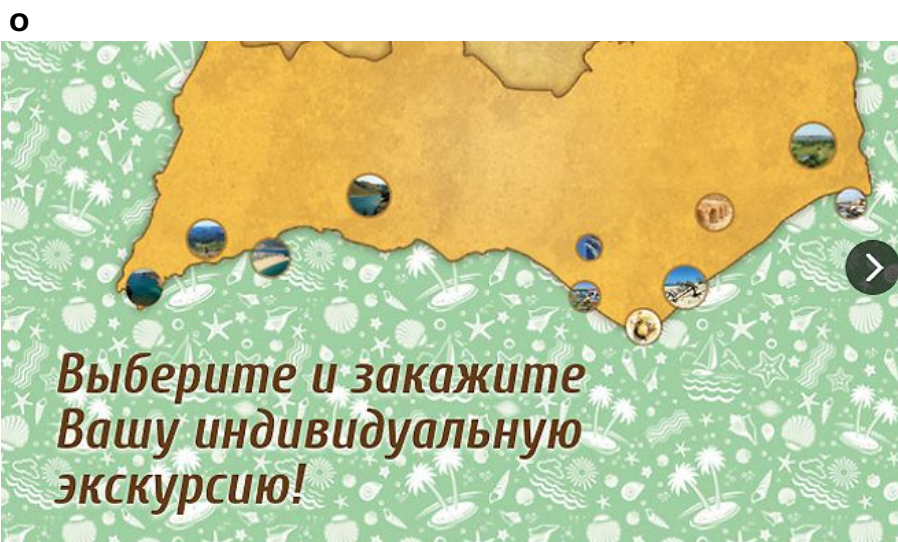 о
Выберите и закажите
Вашу индивидуальную
экскурсию!